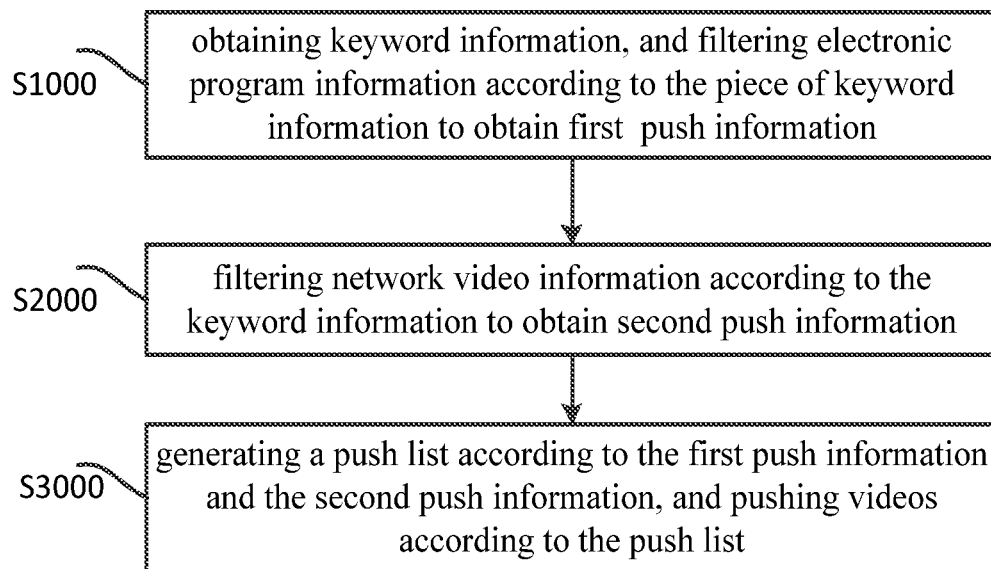 S1000
obtaining keyword information, and filtering electronic
program information according to the piece of keyword
information to obtain first push information
S2000
filtering network video information according to the
keyword information to obtain second push information
S3000
generating a push list according to the first push information
and the second push information, and pushing videos
according to the push list